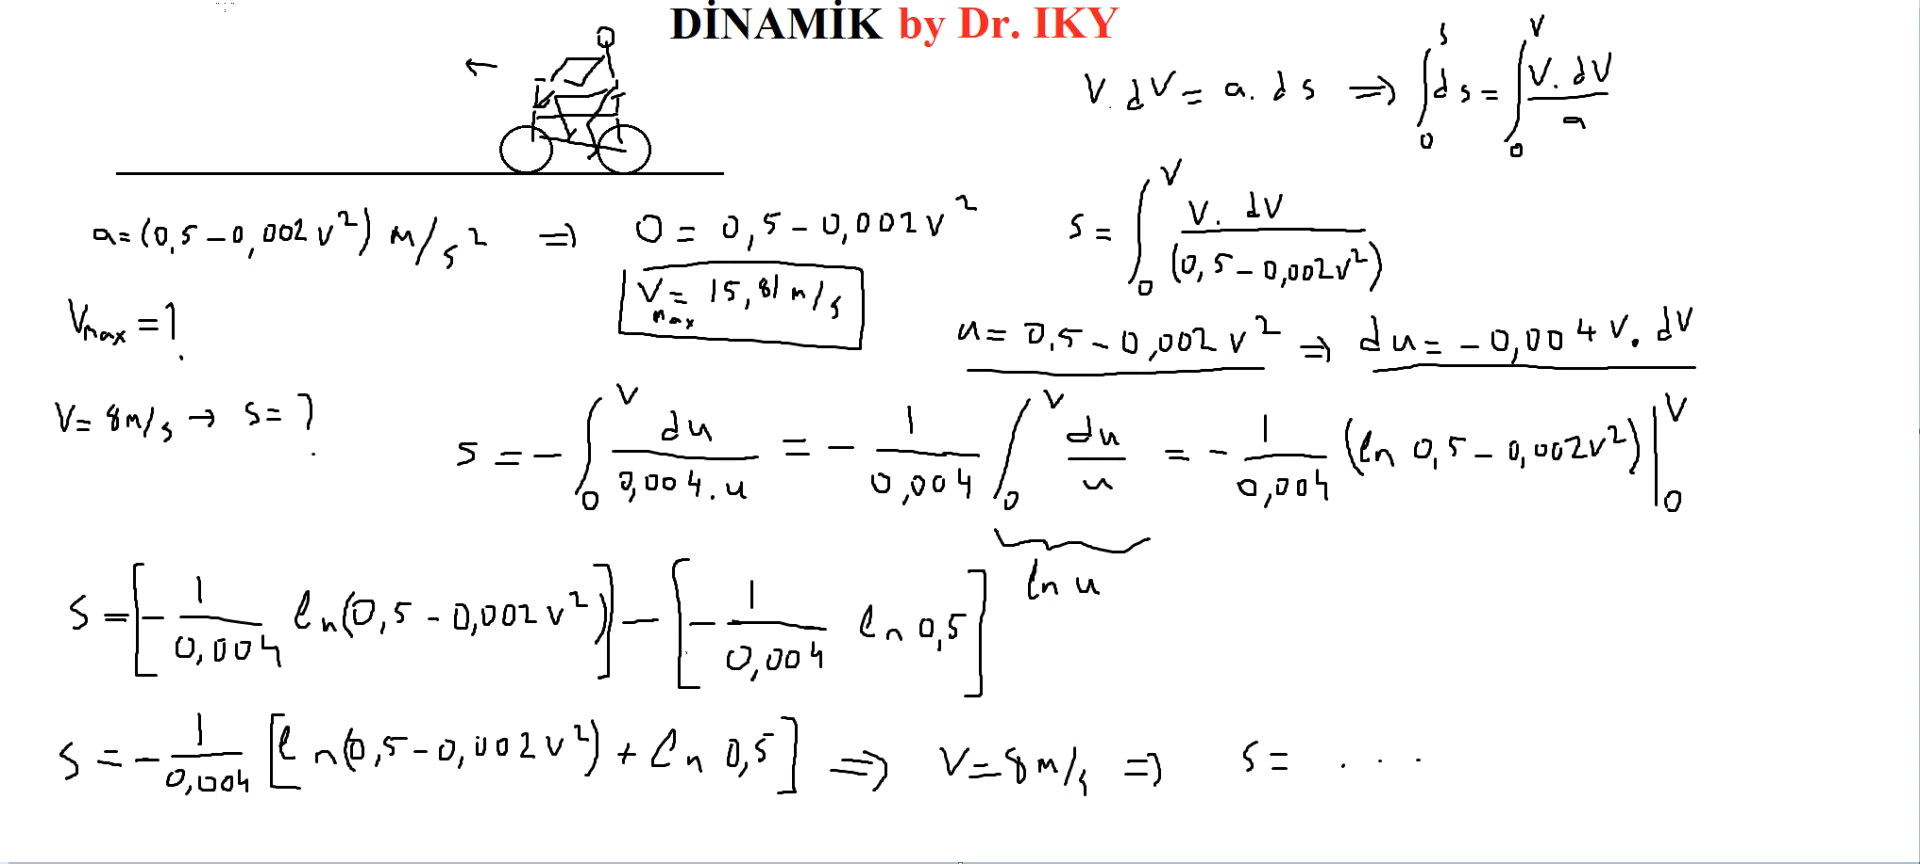 DİNAMİK by Dr. IKY
V. dV = a. ds ⇒ ∫₀ˢ ds = ∫₀ⱽ V. dV / a
a = (0,5 - 0,002 v²) m/s² ⇒ 0 = 0,5 - 0,002v²
s = ∫₀ⱽ V. dV / (0,5 - 0,002v²)
Vmax = ?
Vmax = 15,81 m/s
u = 0,5 - 0,002 v² ⇒ du = - 0,004 v. dV
V = 8 m/s → s = ?
s = - ∫₀ⱽ du / 0,004. u = - 1/0,004 ∫₀ⱽ du/u = - 1/0,004 (ln 0,5 - 0,002v²) |₀ⱽ
ln u
s = [- 1/0,004 ln(0,5 - 0,002 v²)] - [- 1/0,004 ln 0,5]
s = - 1/0,004 [ln(0,5 - 0,002 v²) + ln 0,5] ⇒ V = 8 m/s ⇒ s = . . .